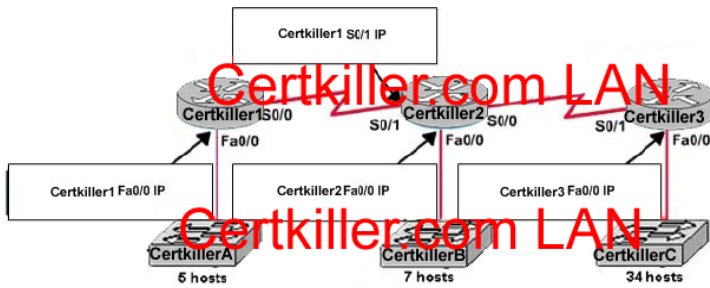 Certkiller1 S0/1 IP
Certkiller.com LAN
Certkiller1
S0/0
S0/1
Certkiller2
S0/0
S0/1
Certkiller3
Fa0/0
Fa0/0
Fa0/0
Certkiller1 Fa0/0 IP
Certkiller2 Fa0/0 IP
Certkiller3 Fa0/0 IP
Certkiller.com LAN
CertkillerA
CertkillerB
CertkillerC
5 hosts
7 hosts
34 hosts